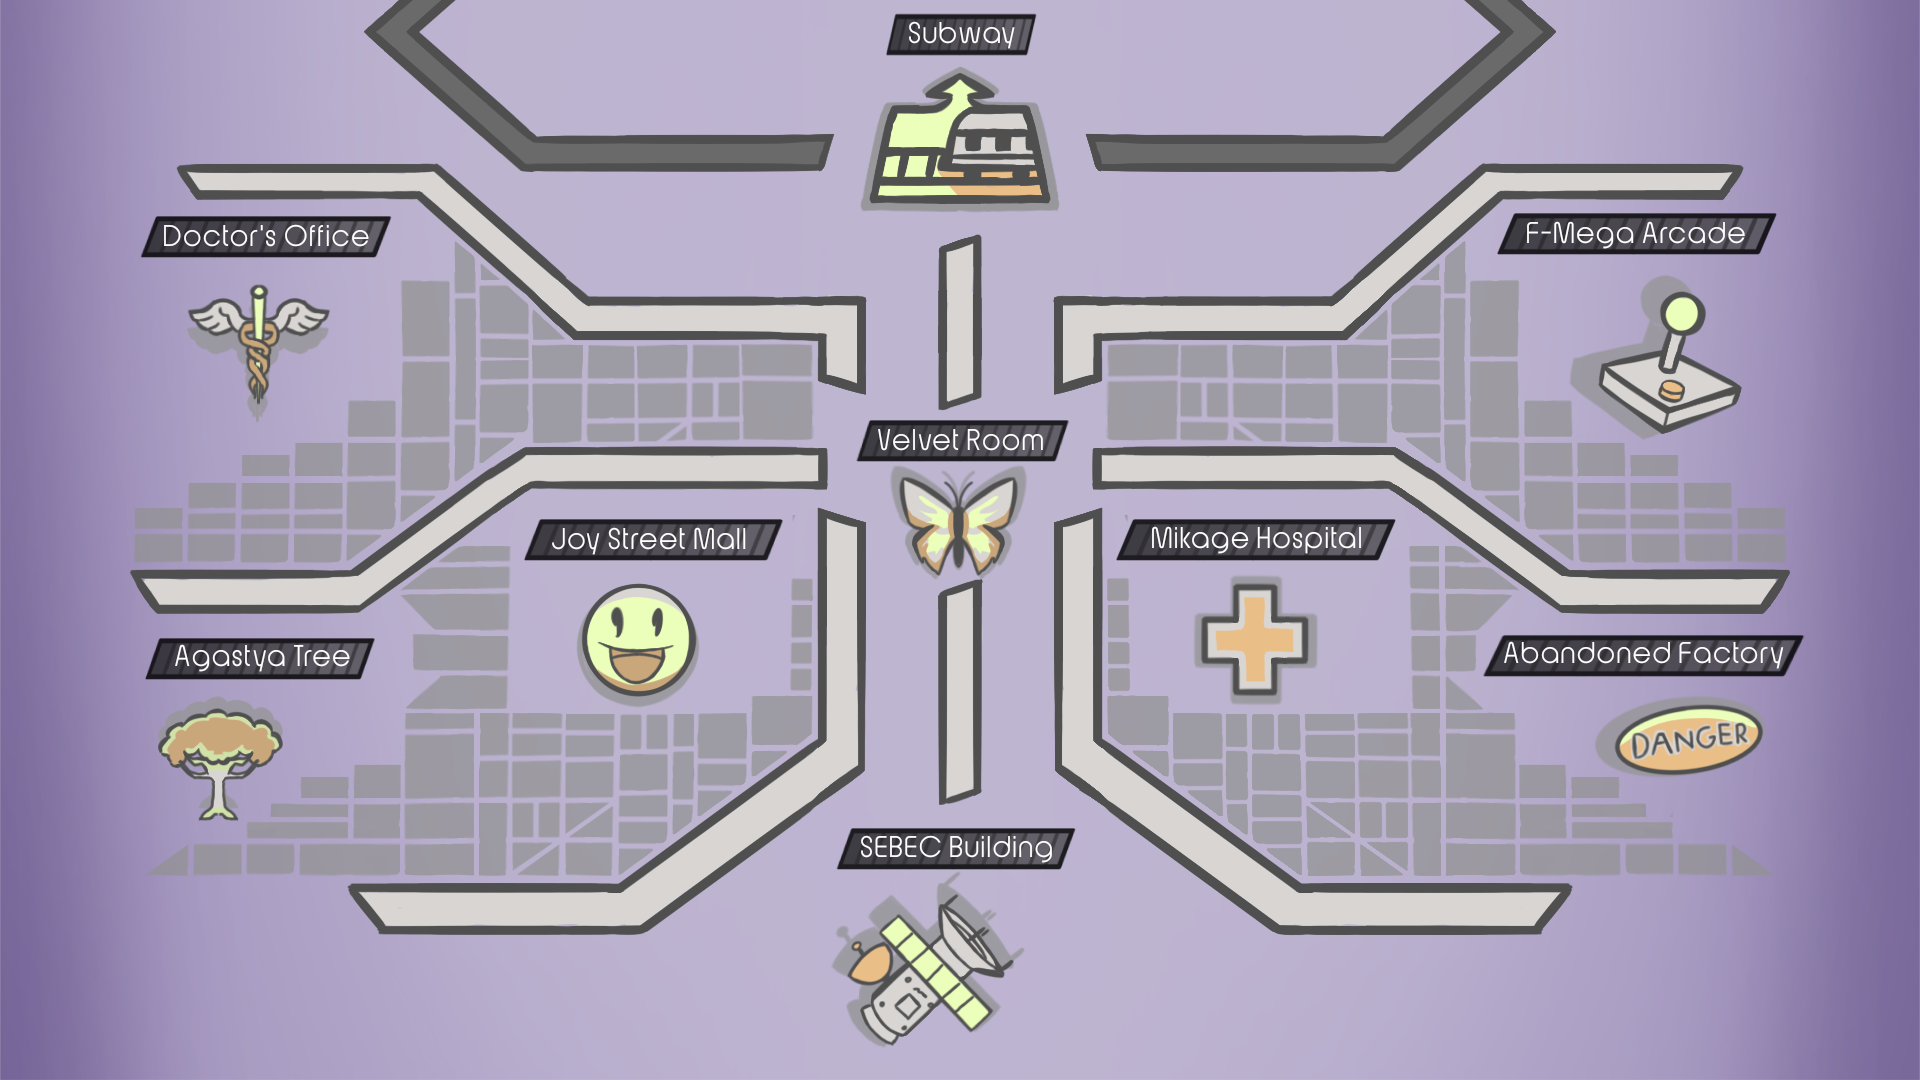 Subway
Doctor's Office
F-Mega Arcade
Velvet Room
Joy Street Mall
Mikage Hospital
Agastya Tree
Abandoned Factory
DANGER
SEBEC Building